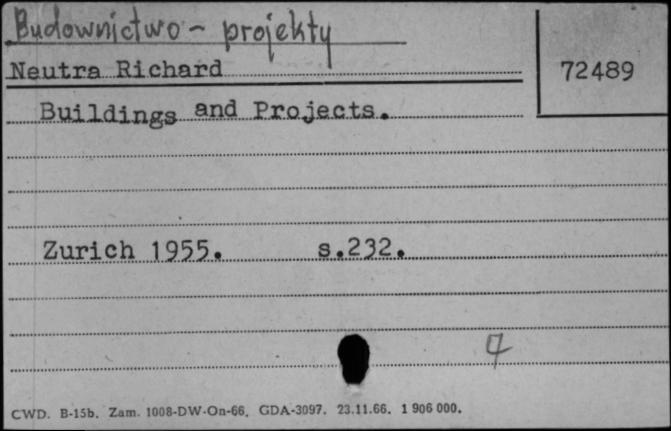 Budownictwo - projekty
Neutra Richard
72489
Buildings and Projects.
Zurich 1955. s.232.
4
CWD. B-15b. Zam. 1008-DW-On-66. GDA-3097. 23.11.66. 1 906 000.